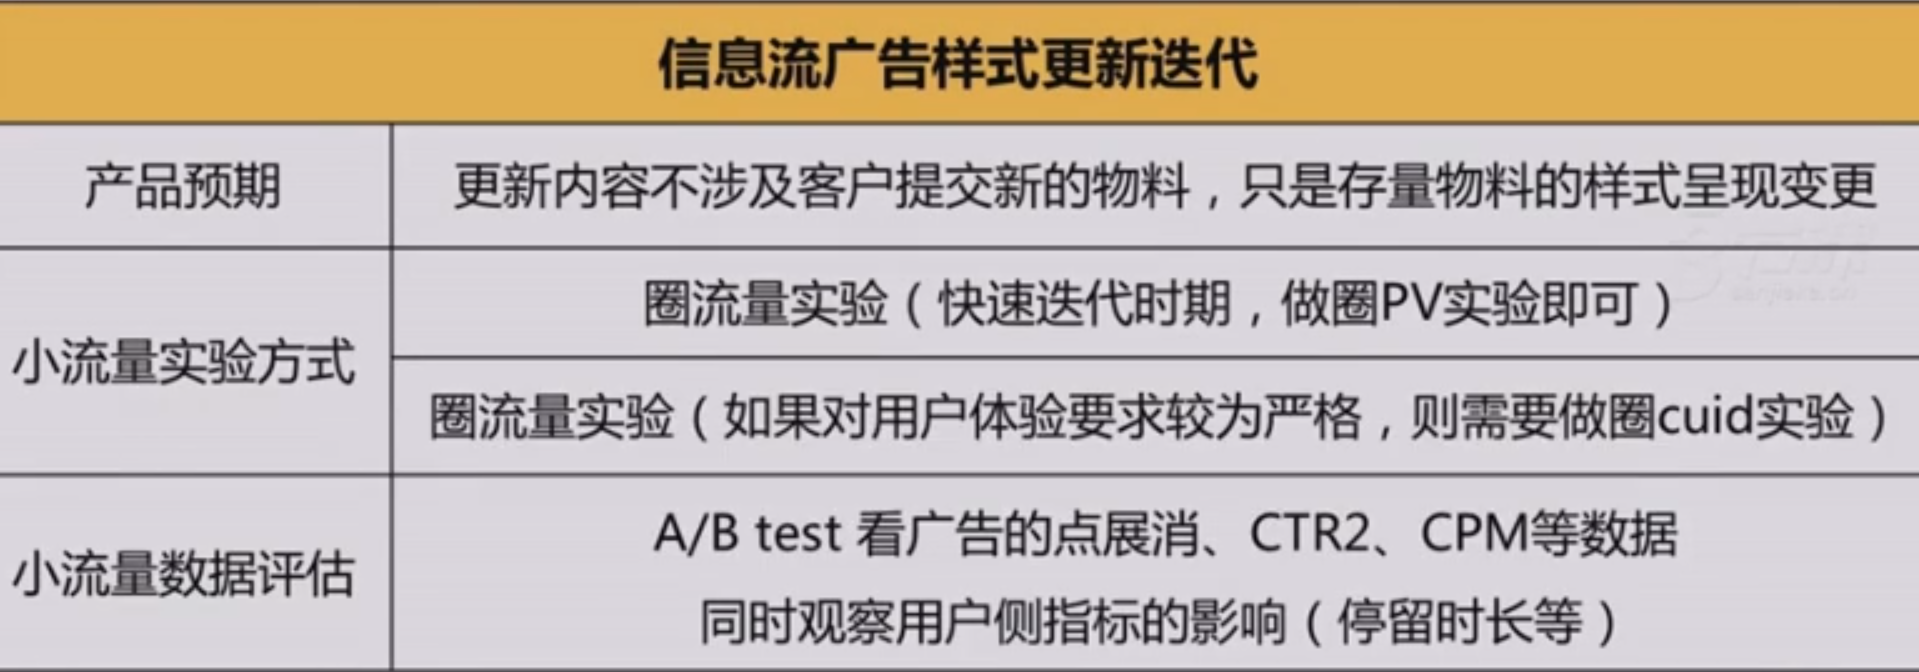 信息流广告样式更新迭代
产品预期
更新内容不涉及客户提交新的物料，只是存量物料的样式呈现变更
小流量实验方式
圈流量实验（快速迭代时期，做圈PV实验即可）
圈流量实验（如果对用户体验要求较为严格，则需要做圈cuid实验）
小流量数据评估
A/B test 看广告的点展消、CTR2、CPM等数据
同时观察用户侧指标的影响（停留时长等）